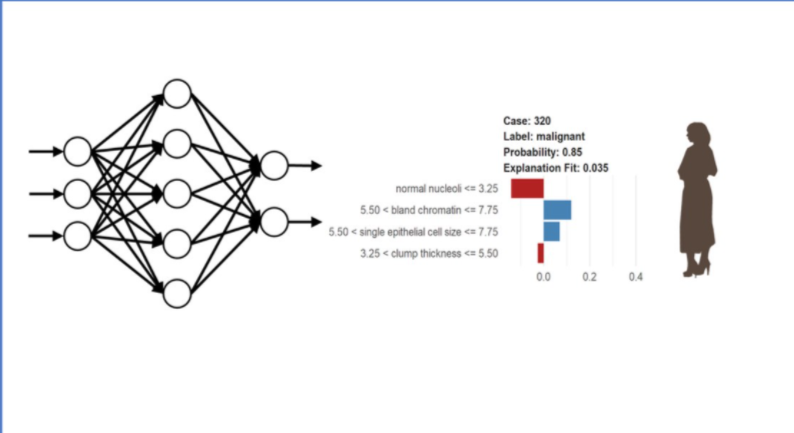 Case: 320
Label: malignant
Probability: 0.85
Explanation Fit: 0.035
normal nucleoli <= 3.25
5.50 < bland chromatin <= 7.75
5.50 < single epithelial cell size <= 7.75
3.25 < clump thickness <= 5.50
0.0 0.2 0.4